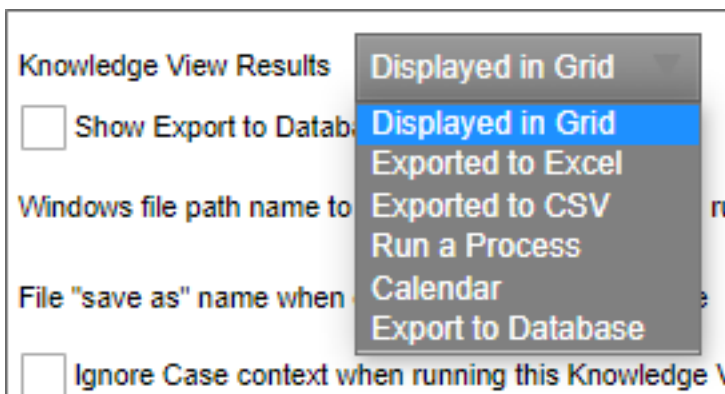 Knowledge View Results Displayed in Grid
Show Export to Displayed in Grid
Exported to Excel
Windows file path name to Exported to CSV
Run a Process
File "save as" name when Calendar
Export to Database
Ignore Case context when running this Knowledge